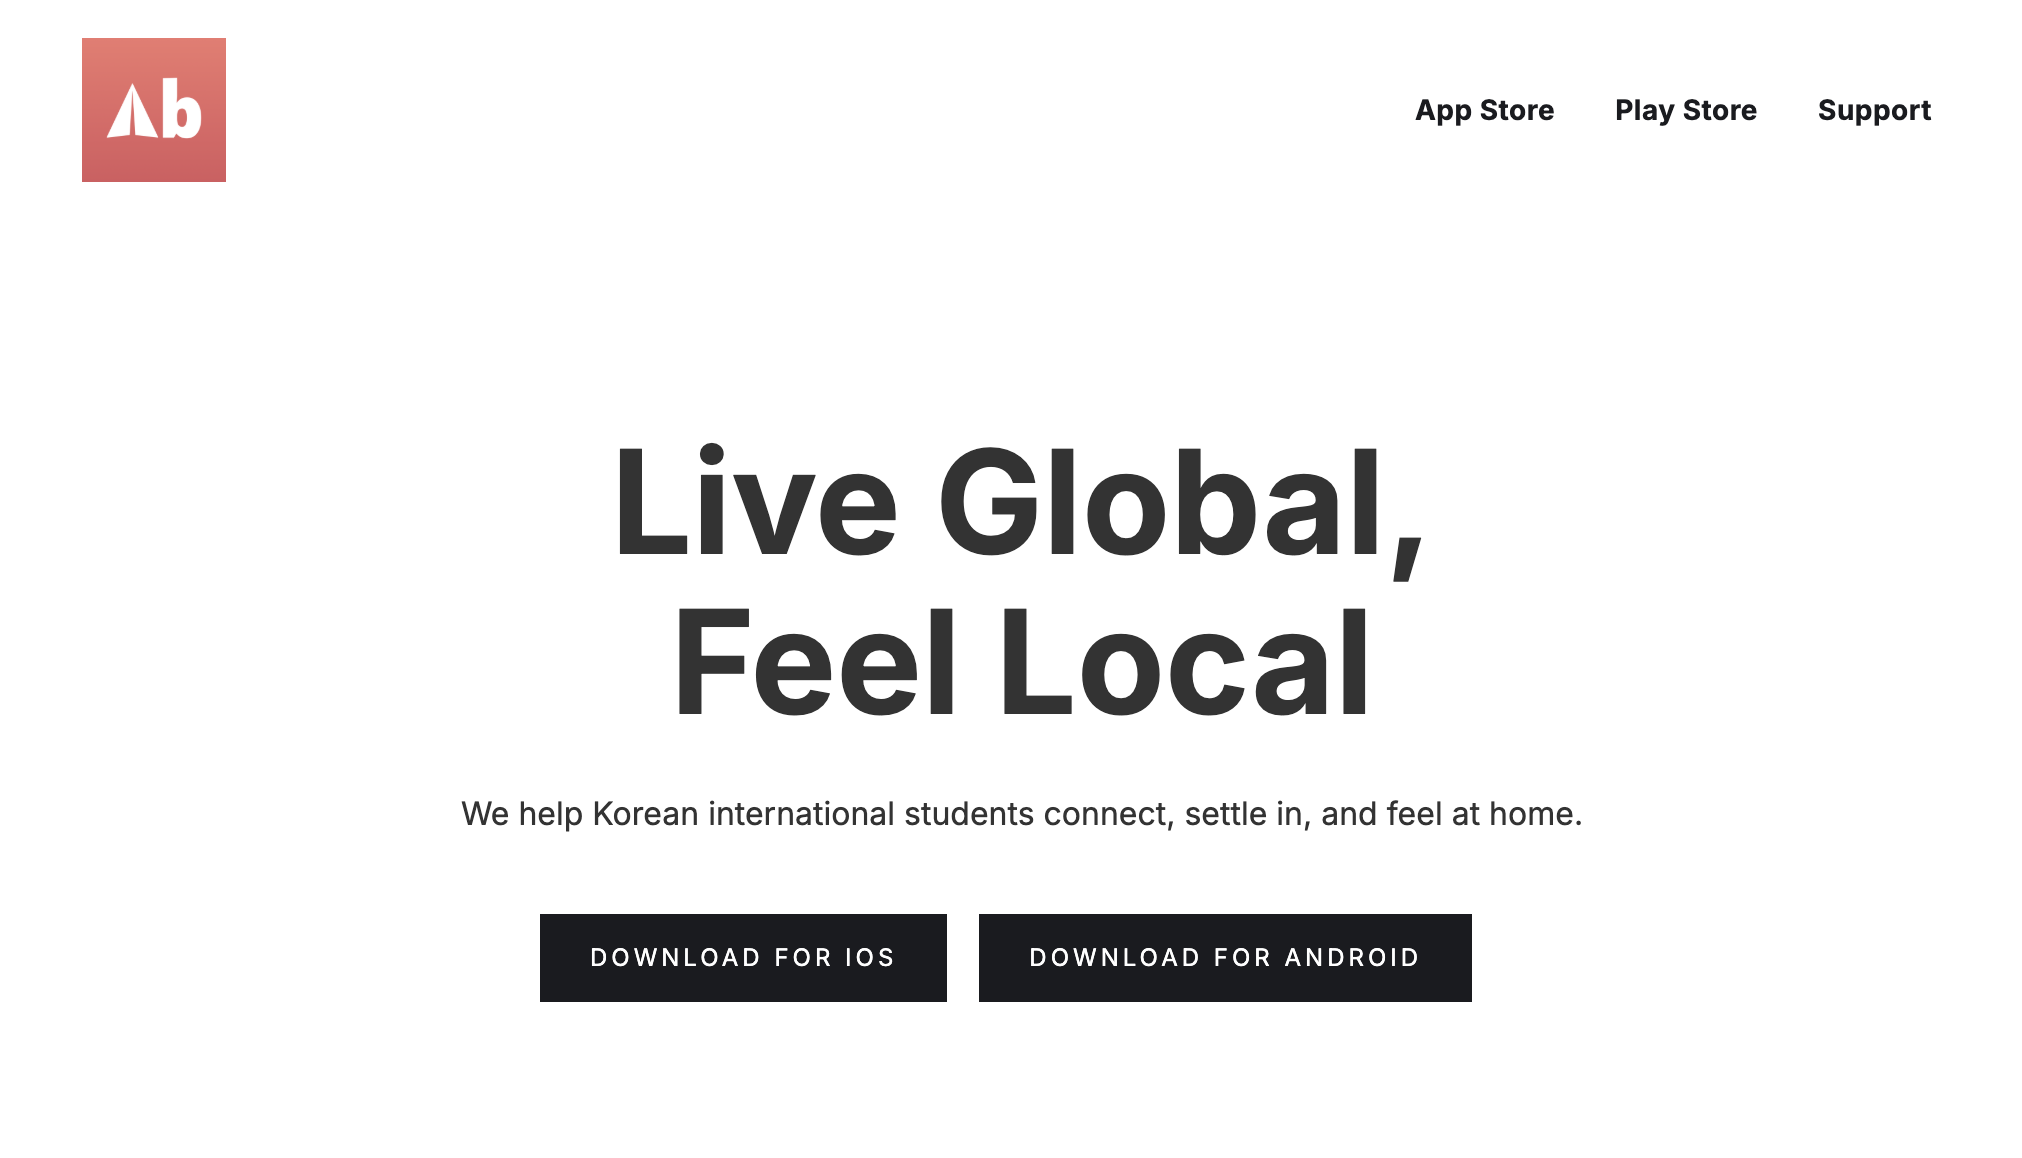 Ab
App Store Play Store Support
Live Global,
Feel Local
We help Korean international students connect, settle in, and feel at home.
DOWNLOAD FOR IOS DOWNLOAD FOR ANDROID